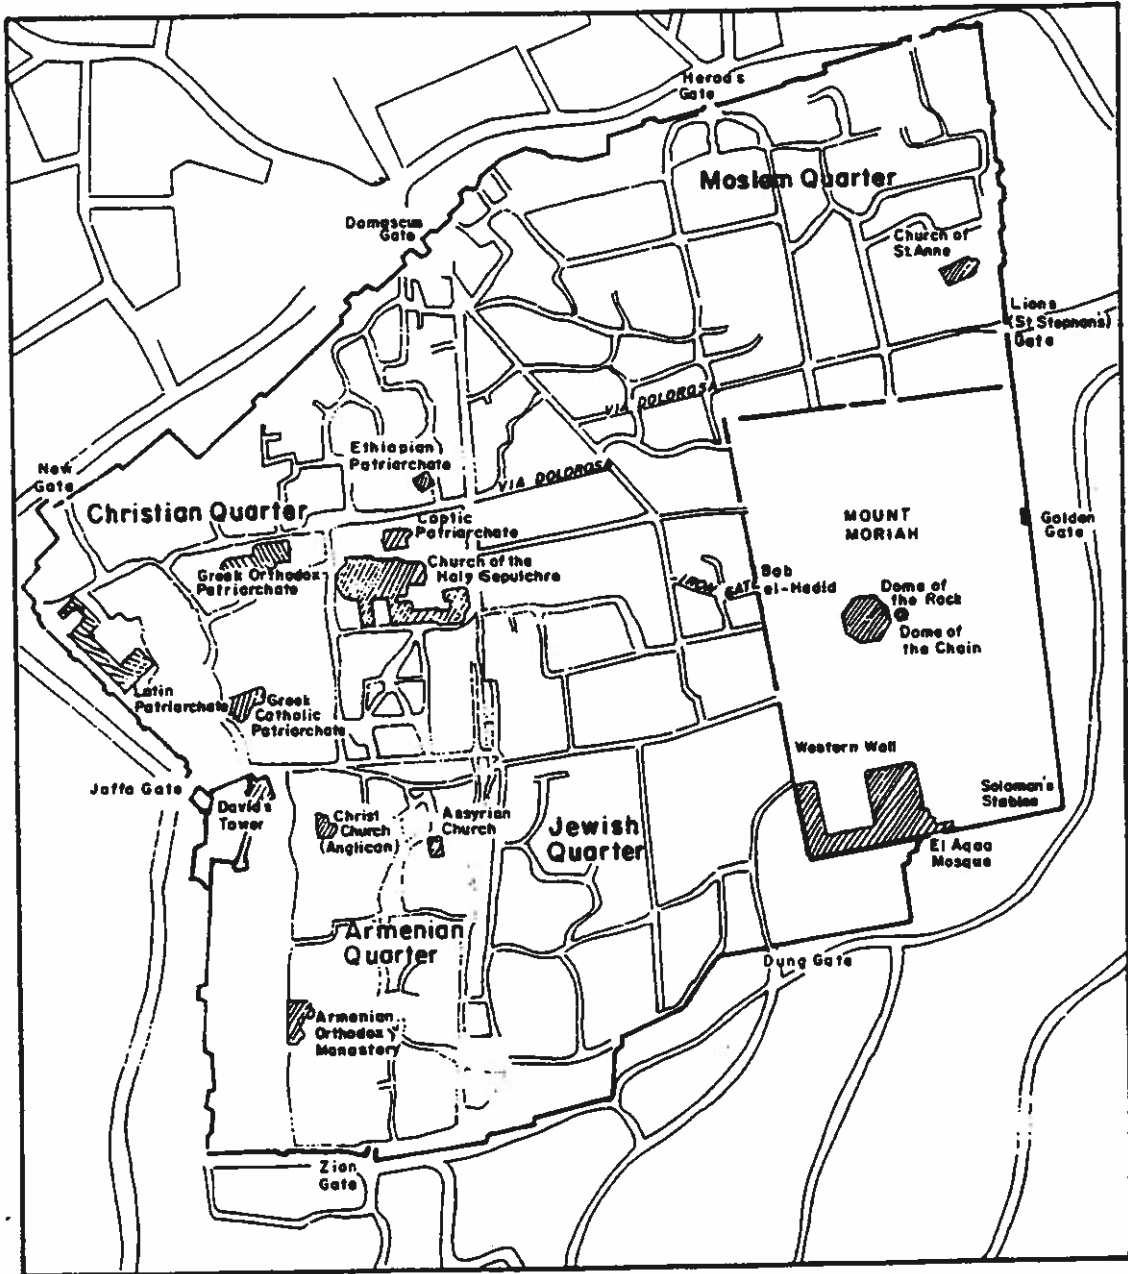 Herod's
Gate
Moslem Quarter
Damascus
Gate
Church of
St Anne
Lions
(St Stephen's)
Gate
VIA DOLOROSA
Ethiopian
Patriarchate
VIA DOLOROSA
New
Gate
Christian Quarter
Coptic
Patriarchate
MOUNT
MORIAH
Golden
Gate
Greek Orthodox
Patriarchate
Church of the
Holy Sepulchre
IRON GATE
Bab
el-Hadid
Dome of
the Rock
Dome of
the Chain
Latin
Patriarchate
Greek
Catholic
Patriarchate
Western Wall
Jaffa Gate
David's
Tower
Christ
Church
(Anglican)
Assyrian
Church
Jewish
Quarter
Solomon's
Stables
El Aqsa
Mosque
Armenian
Quarter
Dung Gate
Armenian
Orthodox
Monastery
Zion
Gate